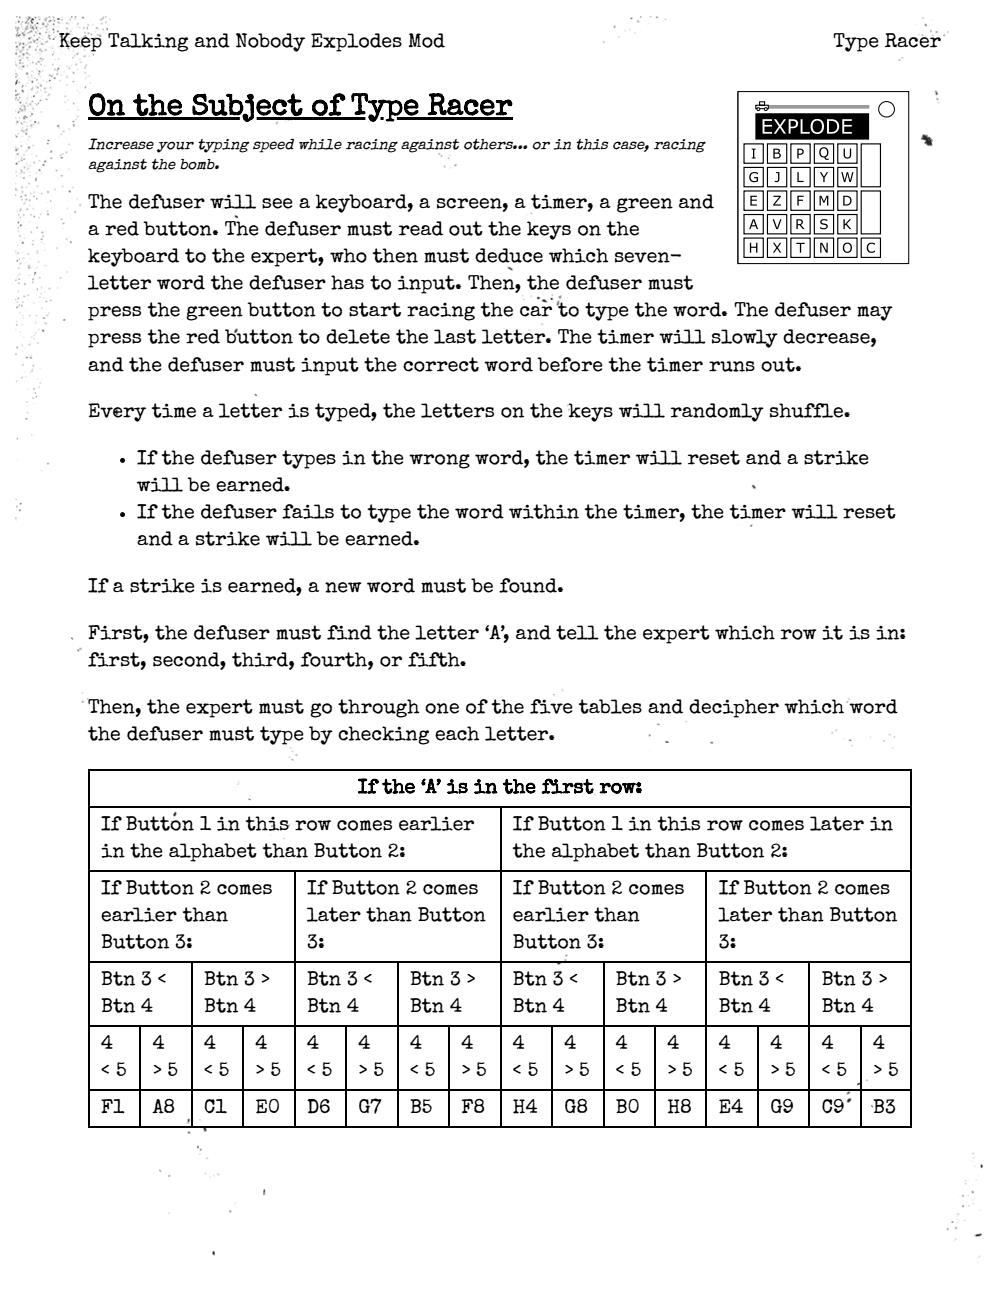 Keep Talking and Nobody Explodes Mod
Type Racer
On the Subject of Type Racer
Increase your typing speed while racing against others… or in this case, racing
against the bomb.
EXPLODE
I B P Q U
G J L Y W
E Z F M D
A V R S K
H X T N O C
The defuser will see a keyboard, a screen, a timer, a green and
a red button. The defuser must read out the keys on the
keyboard to the expert, who then must deduce which seven-
letter word the defuser has to input. Then, the defuser must
press the green button to start racing the car to type the word. The defuser may
press the red button to delete the last letter. The timer will slowly decrease,
and the defuser must input the correct word before the timer runs out.
Every time a letter is typed, the letters on the keys will randomly shuffle.
• If the defuser types in the wrong word, the timer will reset and a strike
will be earned.
• If the defuser fails to type the word within the timer, the timer will reset
and a strike will be earned.
If a strike is earned, a new word must be found.
First, the defuser must find the letter ‘A’, and tell the expert which row it is in:
first, second, third, fourth, or fifth.
Then, the expert must go through one of the five tables and decipher which word
the defuser must type by checking each letter.
If the ‘A’ is in the first row:
If Button 1 in this row comes earlier
in the alphabet than Button 2:
If Button 1 in this row comes later in
the alphabet than Button 2:
If Button 2 comes
earlier than
Button 3:
If Button 2 comes
later than Button
3:
If Button 2 comes
earlier than
Button 3:
If Button 2 comes
later than Button
3:
Btn 3 <
Btn 4
Btn 3 >
Btn 4
Btn 3 <
Btn 4
Btn 3 >
Btn 4
Btn 3 <
Btn 4
Btn 3 >
Btn 4
Btn 3 <
Btn 4
Btn 3 >
Btn 4
4 4 4 4 4 4 4 4 4 4 4 4 4 4 4 4
< 5 > 5 < 5 > 5 < 5 > 5 < 5 > 5 < 5 > 5 < 5 > 5 < 5 > 5 < 5 > 5
F1 A8 C1 E0 D6 G7 B5 F8 H4 G8 B0 H8 E4 G9 C9 B3